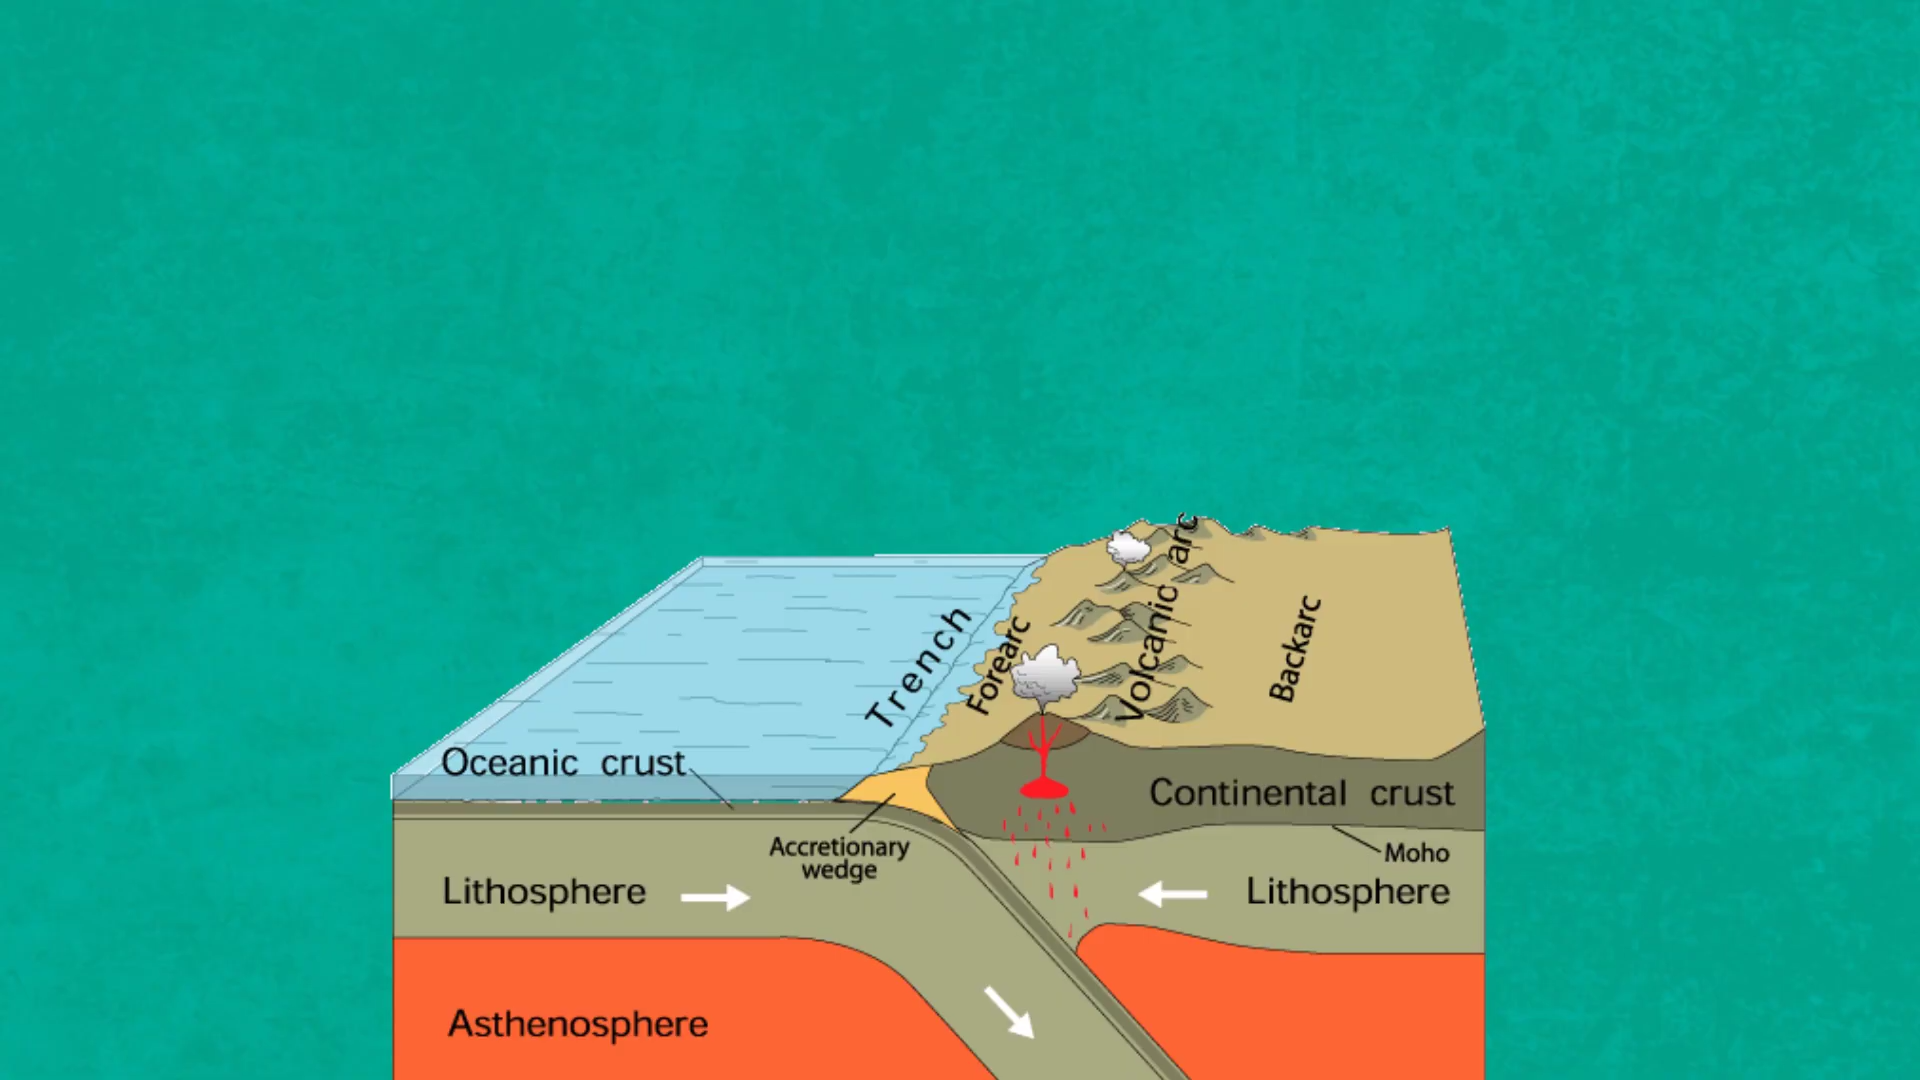 Volcanic arc
Backarc
Trench
Forearc
Oceanic crust
Continental crust
Accretionary
wedge
Moho
Lithosphere
Lithosphere
Asthenosphere